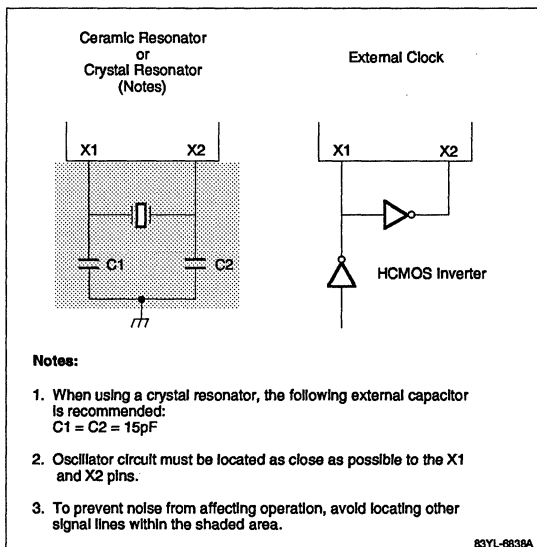 Ceramic Resonator
or
Crystal Resonator
(Notes)
External Clock
X1
X2
C1
C2
X1
X2
HCMOS Inverter
Notes:
1. When using a crystal resonator, the following external capacitor
is recommended:
C1 = C2 = 15pF
2. Oscillator circuit must be located as close as possible to the X1
and X2 pins.
3. To prevent noise from affecting operation, avoid locating other
signal lines within the shaded area.
83YL-6838A